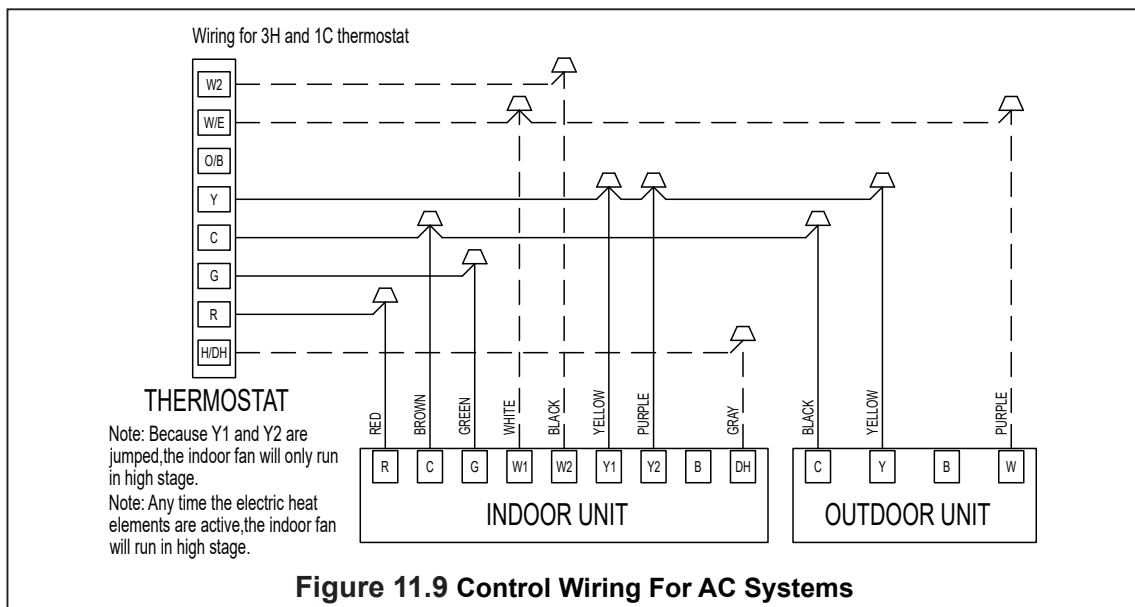 Wiring for 3H and 1C thermostat
W2
W/E
O/B
Y
C
G
R
H/DH
THERMOSTAT
Note: Because Y1 and Y2 are
jumped,the indoor fan will only run
in high stage.
Note: Any time the electric heat
elements are active,the indoor fan
will run in high stage.
RED BROWN GREEN WHITE BLACK YELLOW PURPLE GRAY BLACK YELLOW PURPLE
R C G W1 W2 Y1 Y2 B DH C Y B W
INDOOR UNIT OUTDOOR UNIT
Figure 11.9 Control Wiring For AC Systems